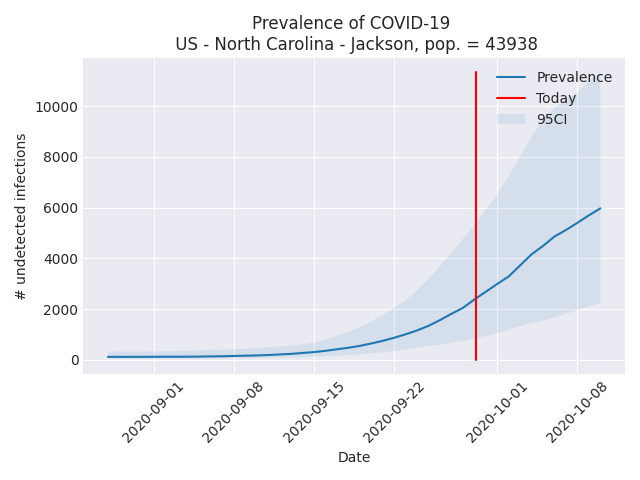 Prevalence of COVID-19
US - North Carolina - Jackson, pop. = 43938
Prevalence
Today
95CI
10000
8000
6000
4000
2000
0
# undetected infections
2020-09-01
2020-09-08
2020-09-15
2020-09-22
2020-10-01
2020-10-08
Date